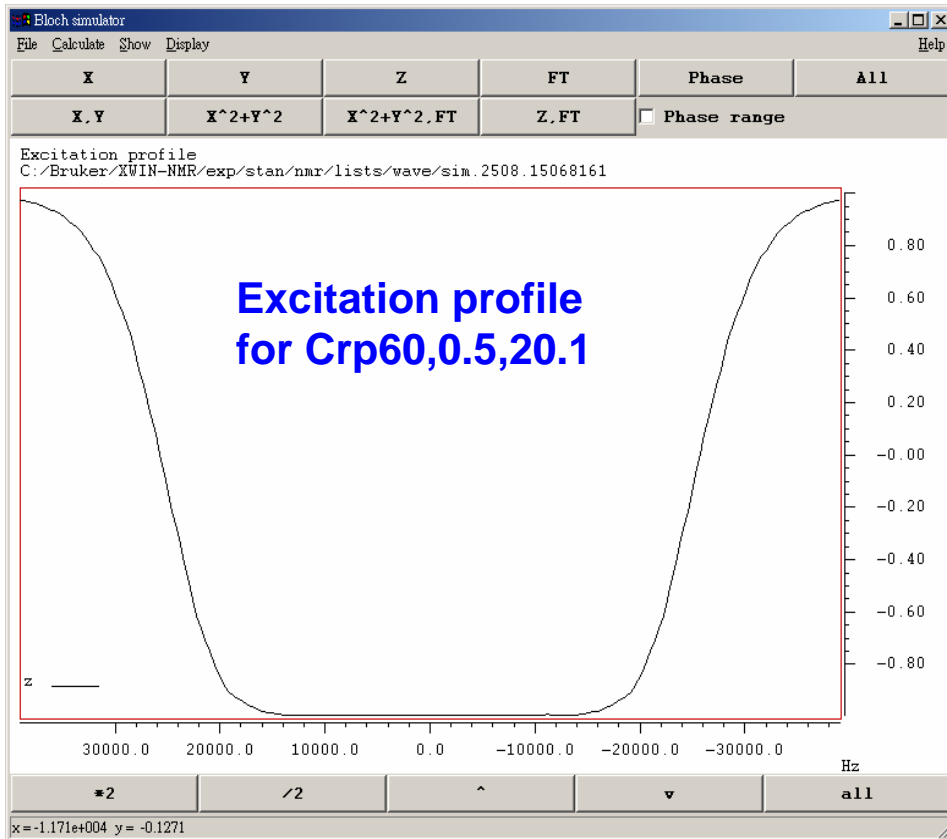 Bloch simulator
File Calculate Show Display Help
X Y Z FT Phase All
X,Y X^2+Y^2 X^2+Y^2,FT Z,FT Phase range
Excitation profile
C:/Bruker/XWIN-NMR/exp/stan/nmr/lists/wave/sim.2508.15068161
Excitation profile
for Crp60,0.5,20.1
0.80
0.60
0.40
0.20
-0.00
-0.20
-0.40
-0.60
-0.80
z
30000.0 20000.0 10000.0 0.0 -10000.0 -20000.0 -30000.0
Hz
*2 /2 ^ v all
x = -1.171e+004 y = -0.1271